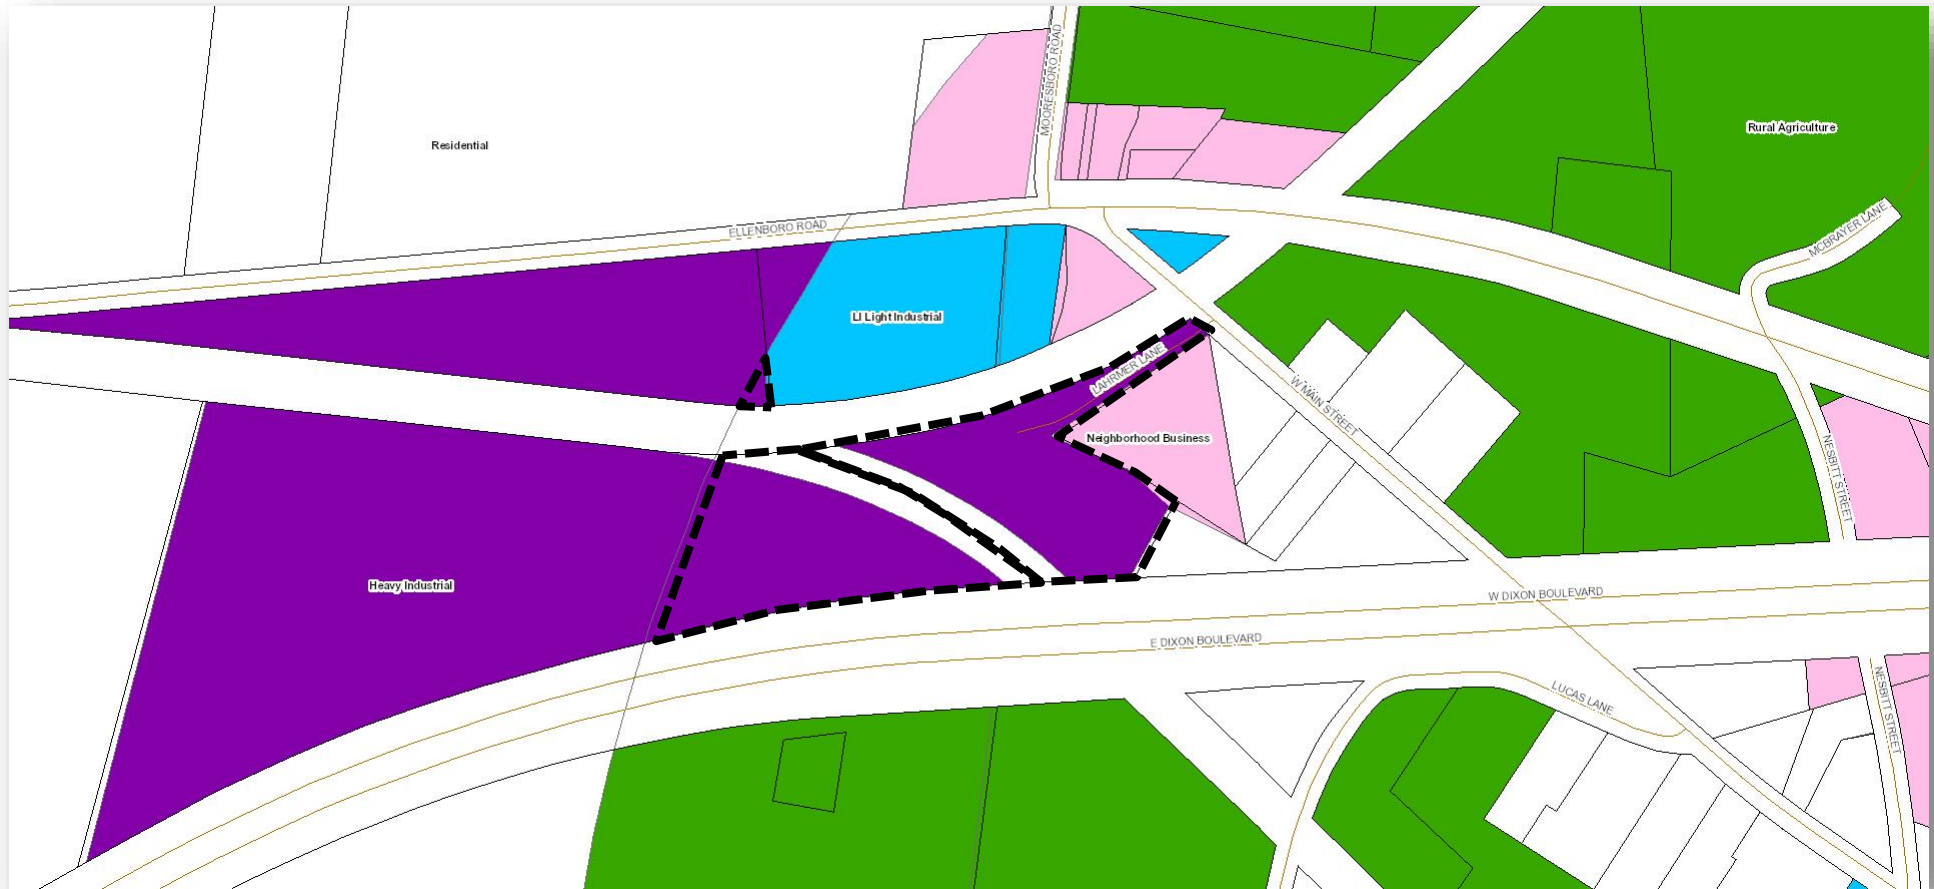 MOORESBORO ROAD
Rural Agriculture
Residential
MCBRAYER LANE
ELLENBORO ROAD
LI Light Industrial
LAHRMER LANE
W MAIN STREET
Neighborhood Business
NESBITT STREET
Heavy Industrial
W DIXON BOULEVARD
E DIXON BOULEVARD
LUCAS LANE
NESBITT STREET